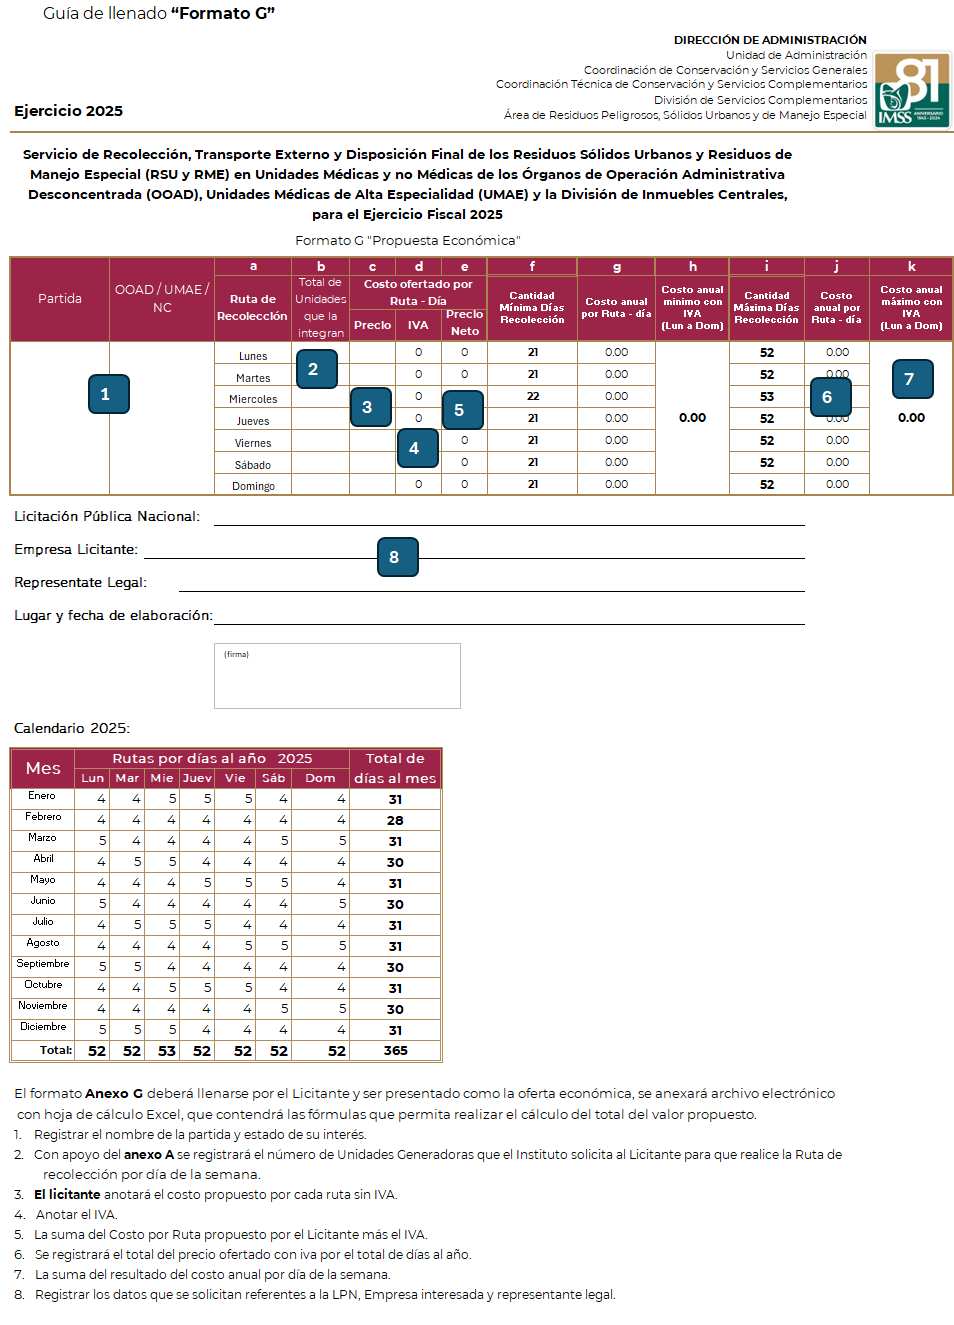 Guía de llenado “Formato G”
DIRECCIÓN DE ADMINISTRACIÓN
Unidad de Administración
Coordinación de Conservación y Servicios Generales
Coordinación Técnica de Conservación y Servicios Complementarios
División de Servicios Complementarios
Área de Residuos Peligrosos, Sólidos Urbanos y de Manejo Especial
81
IMSS
ANIVERSARIO
1943 - 2024
Ejercicio 2025
Servicio de Recolección, Transporte Externo y Disposición Final de los Residuos Sólidos Urbanos y Residuos de
Manejo Especial (RSU y RME) en Unidades Médicas y no Médicas de los Órganos de Operación Administrativa
Desconcentrada (OOAD), Unidades Médicas de Alta Especialidad (UMAE) y la División de Inmuebles Centrales,
para el Ejercicio Fiscal 2025
Formato G "Propuesta Económica"
Partida OOAD / UMAE / NC a b c d e f g h i j k
Ruta de Recolección Total de Unidades que la integran Costo ofertado por Ruta - Día Cantidad Mínima Días Recolección Costo anual por Ruta - día Costo anual minimo con IVA (Lun a Dom) Cantidad Máxima Días Recolección Costo anual por Ruta - día Costo anual máximo con IVA (Lun a Dom)
Precio IVA Precio Neto
Lunes 0 0 21 0.00 52 0.00
Martes 0 0 21 0.00 52 0.00
Miercoles 0 22 0.00 53
Jueves 0 21 0.00 0.00 52 0.00 0.00
Viernes 0 21 0.00 52 0.00
Sábado 0 21 0.00 52 0.00
Domingo 0 0 21 0.00 52 0.00
1
2
3
4
5
6
7
Licitación Pública Nacional:
Empresa Licitante:
8
Representate Legal:
Lugar y fecha de elaboración:
(firma)
Calendario 2025:
Mes Rutas por días al año 2025 Total de días al mes
Lun Mar Mie Juev Vie Sáb Dom
Enero 4 4 5 5 5 4 4 31
Febrero 4 4 4 4 4 4 4 28
Marzo 5 4 4 4 4 5 5 31
Abril 4 5 5 4 4 4 4 30
Mayo 4 4 4 5 5 5 4 31
Junio 5 4 4 4 4 4 5 30
Julio 4 5 5 5 4 4 4 31
Agosto 4 4 4 4 5 5 5 31
Septiembre 5 5 4 4 4 4 4 30
Octubre 4 4 5 5 5 4 4 31
Noviembre 4 4 4 4 4 5 5 30
Diciembre 5 5 5 4 4 4 4 31
Total: 52 52 53 52 52 52 52 365
El formato Anexo G deberá llenarse por el Licitante y ser presentado como la oferta económica, se anexará archivo electrónico
con hoja de cálculo Excel, que contendrá las fórmulas que permita realizar el cálculo del total del valor propuesto.
1. Registrar el nombre de la partida y estado de su interés.
2. Con apoyo del anexo A se registrará el número de Unidades Generadoras que el Instituto solicita al Licitante para que realice la Ruta de
recolección por día de la semana.
3. El licitante anotará el costo propuesto por cada ruta sin IVA.
4. Anotar el IVA.
5. La suma del Costo por Ruta propuesto por el Licitante más el IVA.
6. Se registrará el total del precio ofertado con iva por el total de días al año.
7. La suma del resultado del costo anual por día de la semana.
8. Registrar los datos que se solicitan referentes a la LPN, Empresa interesada y representante legal.